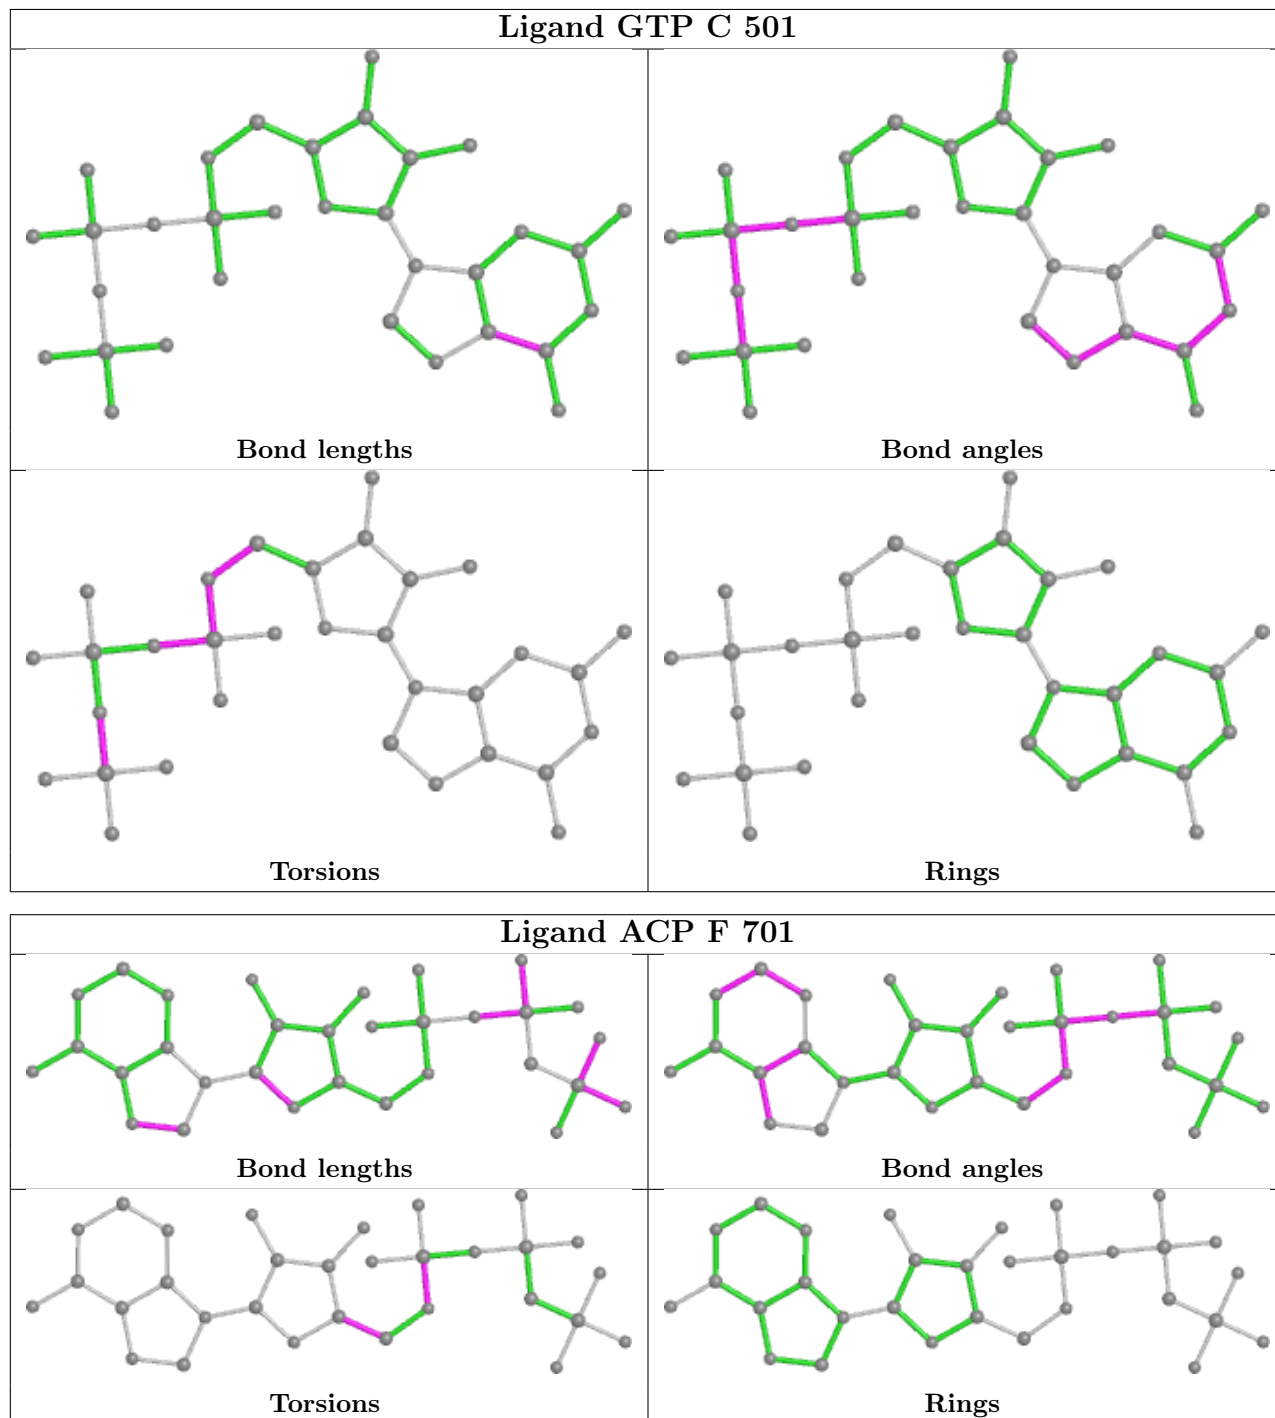 Ligand GTP C 501
Bond lengths
Bond angles
Torsions
Rings
Ligand ACP F 701
Bond lengths
Bond angles
Torsions
Rings